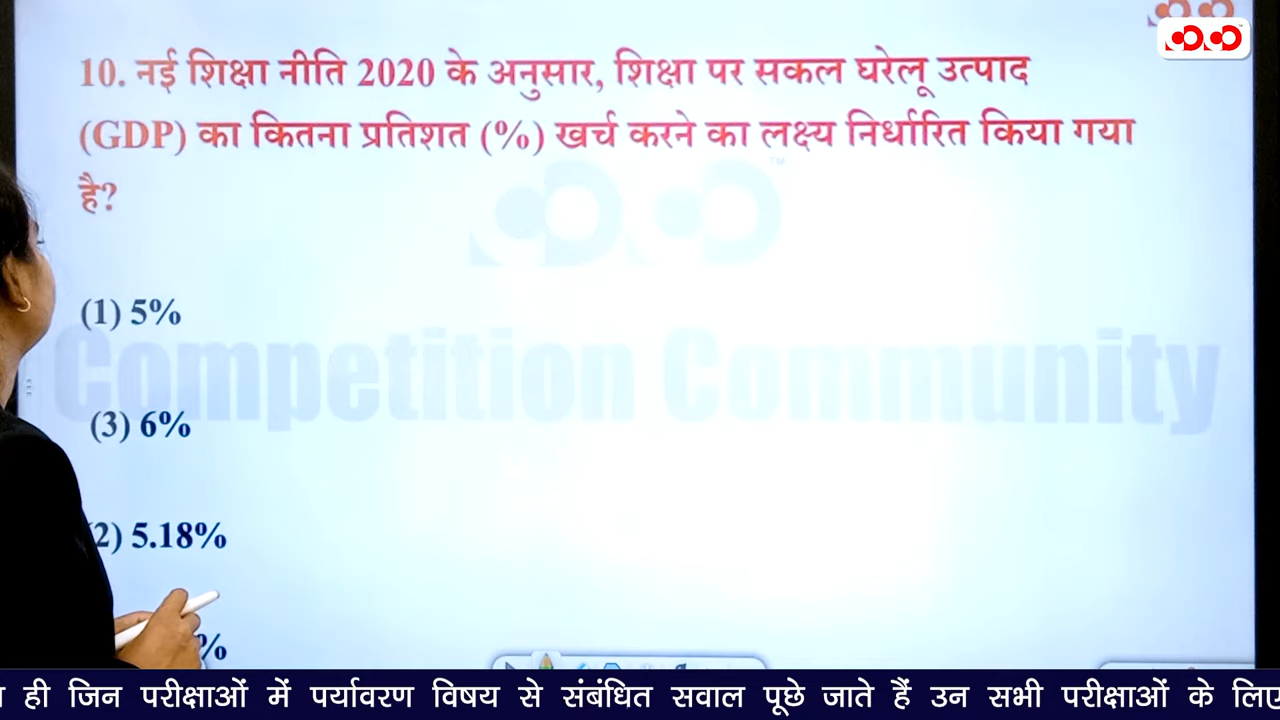 10. नई शिक्षा नीति 2020 के अनुसार, शिक्षा पर सकल घरेलू उत्पाद
(GDP) का कितना प्रतिशत (%) खर्च करने का लक्ष्य निर्धारित किया गया
है?
(1) 5%
Competition Community
(3) 6%
2) 5.18%
%
ही जिन परीक्षाओं में पर्यावरण विषय से संबंधित सवाल पूछे जाते हैं उन सभी परीक्षाओं के लिए